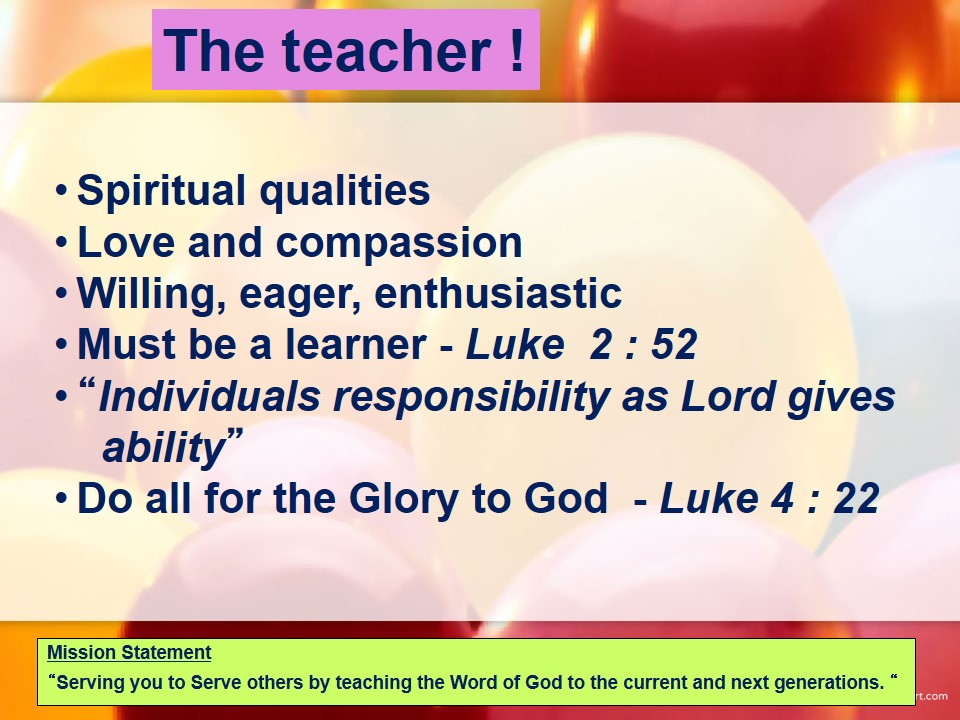 The teacher !
• Spiritual qualities
• Love and compassion
• Willing, eager, enthusiastic
• Must be a learner - Luke 2 : 52
• “Individuals responsibility as Lord gives
ability”
• Do all for the Glory to God - Luke 4 : 22
Mission Statement
“Serving you to Serve others by teaching the Word of God to the current and next generations. “